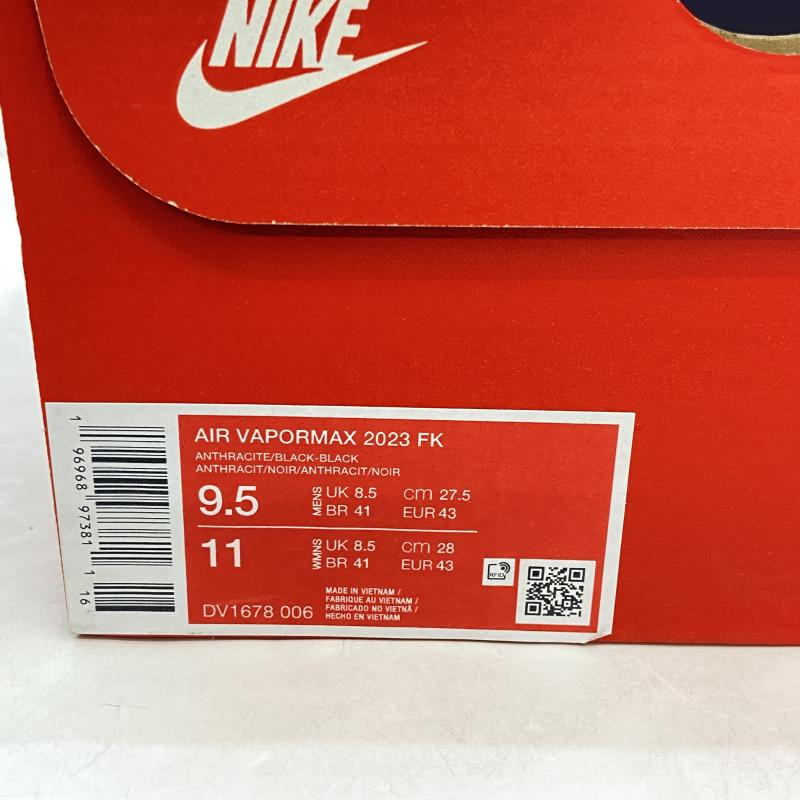 NIKE
AIR VAPORMAX 2023 FK
ANTHRACITE/BLACK-BLACK
ANTHRACIT/NOIR/ANTHRACIT/NOIR
9.5 MENS UK 8.5 cm 27.5
BR 41 EUR 43
11 WMNS UK 8.5 cm 28
BR 41 EUR 43
RFID
DV1678 006
MADE IN VIETNAM /
FABRIQUE AU VIETNAM /
FABRICADO NO VIETNÃ /
HECHO EN VIETNAM
1 96968 97381 1 16